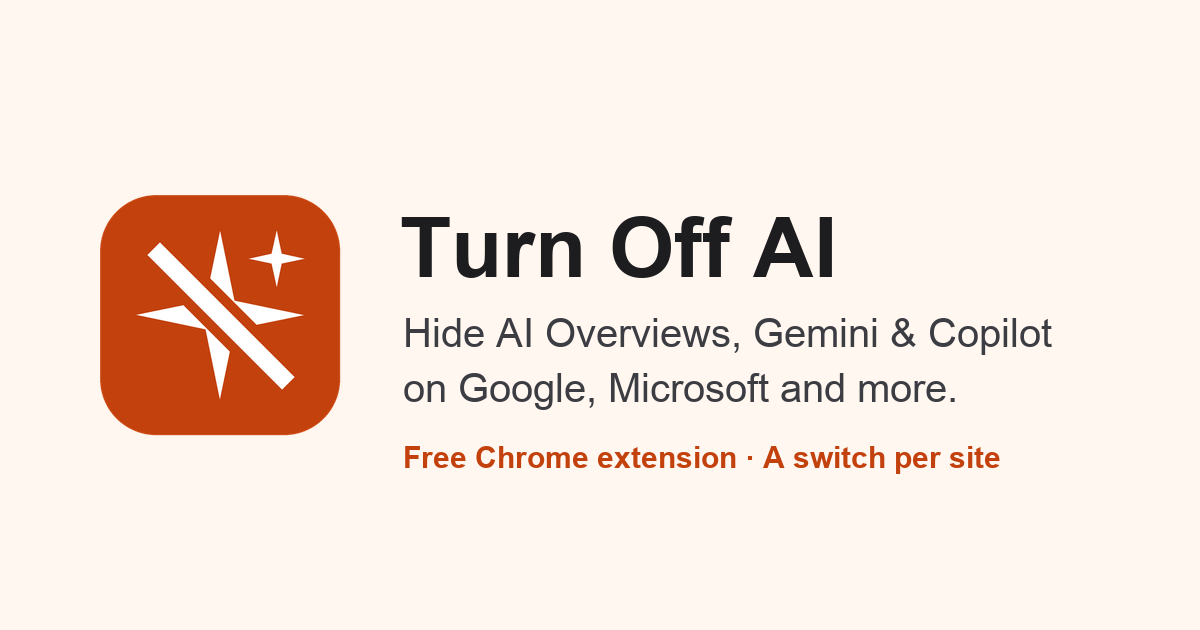 Turn Off AI
Hide AI Overviews, Gemini & Copilot
on Google, Microsoft and more.
Free Chrome extension · A switch per site